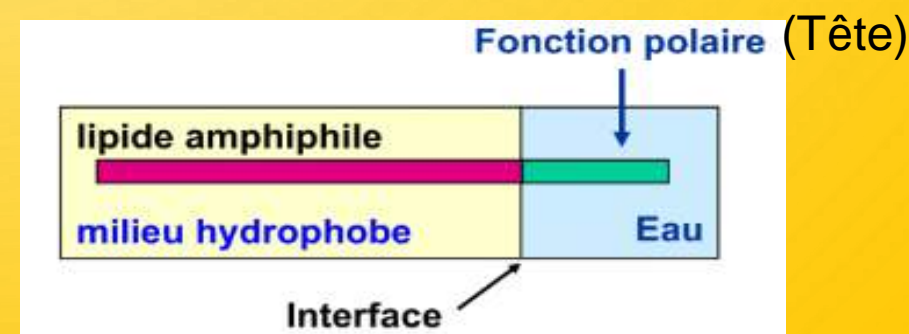 Fonction polaire (Tête)
lipide amphiphile
milieu hydrophobe
Eau
Interface